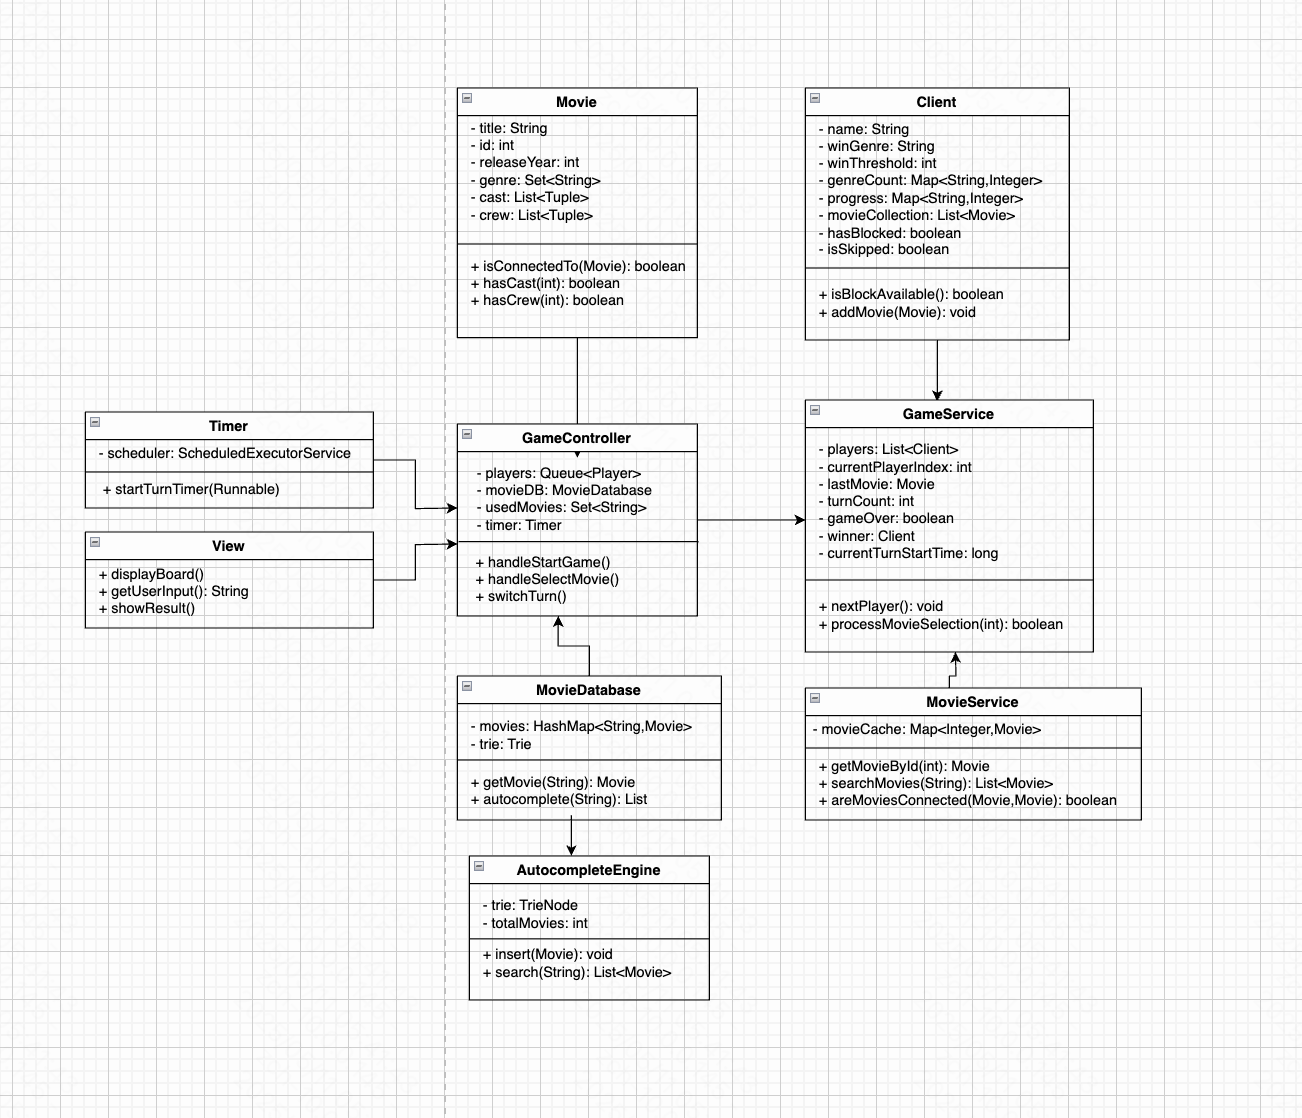 Movie
- title: String
- id: int
- releaseYear: int
- genre: Set<String>
- cast: List<Tuple>
- crew: List<Tuple>
+ isConnectedTo(Movie): boolean
+ hasCast(int): boolean
+ hasCrew(int): boolean
Client
- name: String
- winGenre: String
- winThreshold: int
- genreCount: Map<String,Integer>
- progress: Map<String,Integer>
- movieCollection: List<Movie>
- hasBlocked: boolean
- isSkipped: boolean
+ isBlockAvailable(): boolean
+ addMovie(Movie): void
Timer
- scheduler: ScheduledExecutorService
+ startTurnTimer(Runnable)
View
+ displayBoard()
+ getUserInput(): String
+ showResult()
GameController
- players: Queue<Player>
- movieDB: MovieDatabase
- usedMovies: Set<String>
- timer: Timer
+ handleStartGame()
+ handleSelectMovie()
+ switchTurn()
GameService
- players: List<Client>
- currentPlayerIndex: int
- lastMovie: Movie
- turnCount: int
- gameOver: boolean
- winner: Client
- currentTurnStartTime: long
+ nextPlayer(): void
+ processMovieSelection(int): boolean
MovieDatabase
- movies: HashMap<String,Movie>
- trie: Trie
+ getMovie(String): Movie
+ autocomplete(String): List
MovieService
- movieCache: Map<Integer,Movie>
+ getMovieById(int): Movie
+ searchMovies(String): List<Movie>
+ areMoviesConnected(Movie,Movie): boolean
AutocompleteEngine
- trie: TrieNode
- totalMovies: int
+ insert(Movie): void
+ search(String): List<Movie>